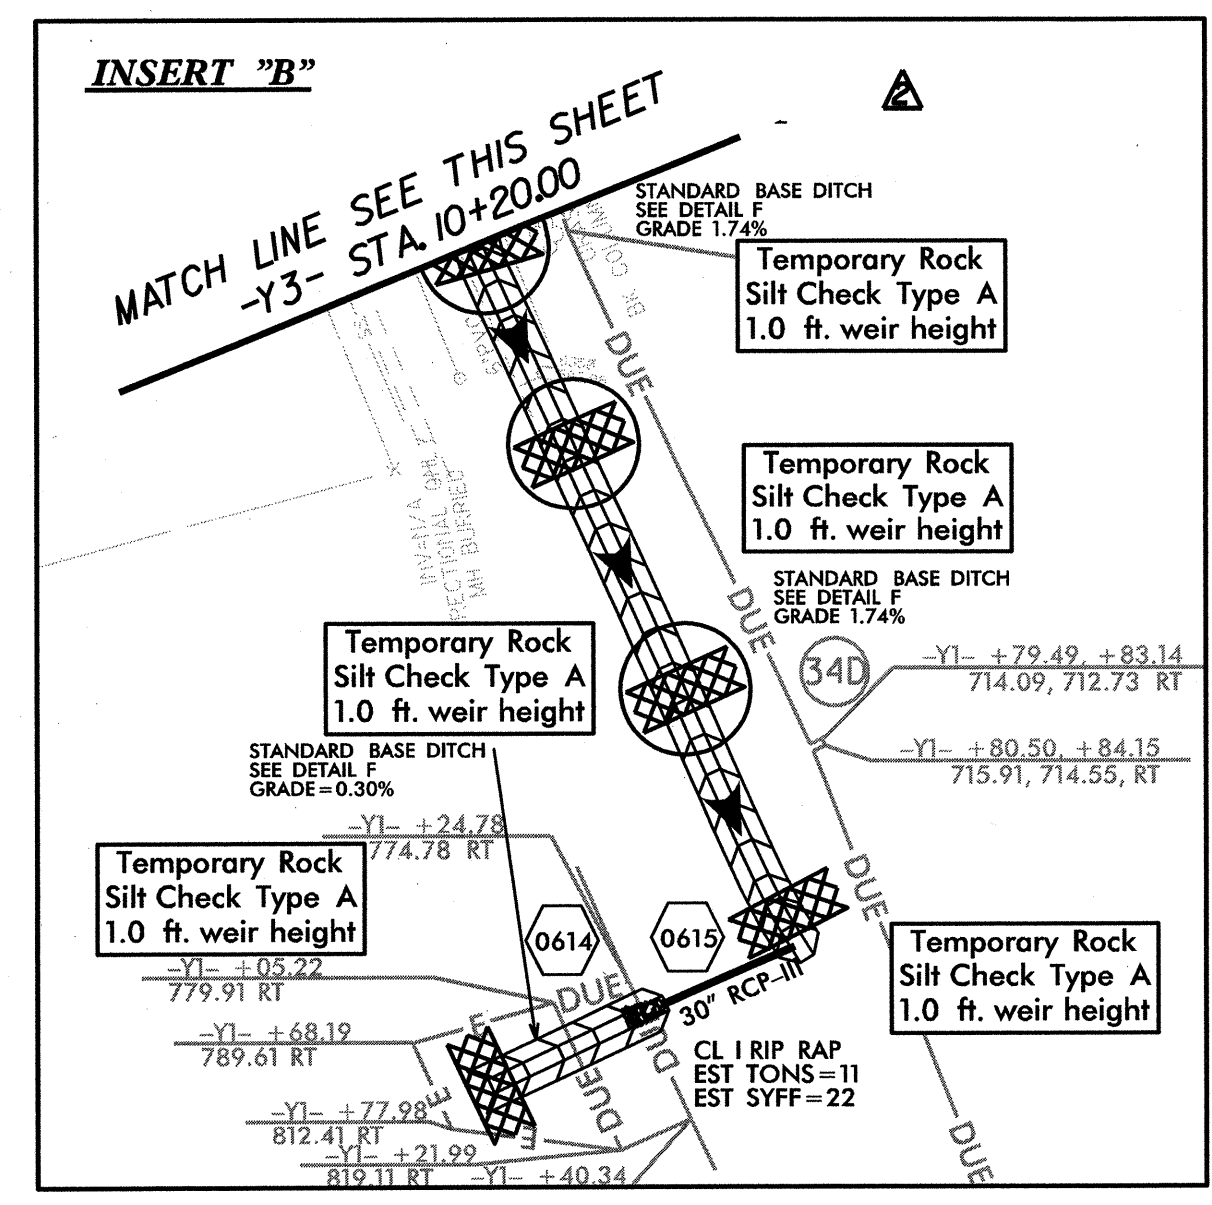 INSERT "B"
2
MATCH LINE SEE THIS SHEET
-Y3- STA. 10+20.00
STANDARD BASE DITCH
SEE DETAIL F
GRADE 1.74%
Temporary Rock
Silt Check Type A
1.0 ft. weir height
BK COLUMN
DUE
Temporary Rock
Silt Check Type A
1.0 ft. weir height
INV=N/A
MH BURRIED
STANDARD BASE DITCH
SEE DETAIL F
GRADE 1.74%
DUE
34D
-Y1- +79.49, +83.14
714.09, 712.73 RT
-Y1- +80.50, +84.15
715.91, 714.55, RT
Temporary Rock
Silt Check Type A
1.0 ft. weir height
STANDARD BASE DITCH
SEE DETAIL F
GRADE=0.30%
-Y1- +24.78
774.78 RT
Temporary Rock
Silt Check Type A
1.0 ft. weir height
DUE
0614
0615
Temporary Rock
Silt Check Type A
1.0 ft. weir height
-Y1- +05.22
779.91 RT
DUE
30" RCP-III
E
-Y1- +68.19
789.61 RT
DUE
CL I RIP RAP
EST TONS=11
EST SYFF=22
E
DUE
-Y1- +77.98
812.41 RT
E
-Y1- +21.99
819.11 RT
-Y1- +40.34
DUE